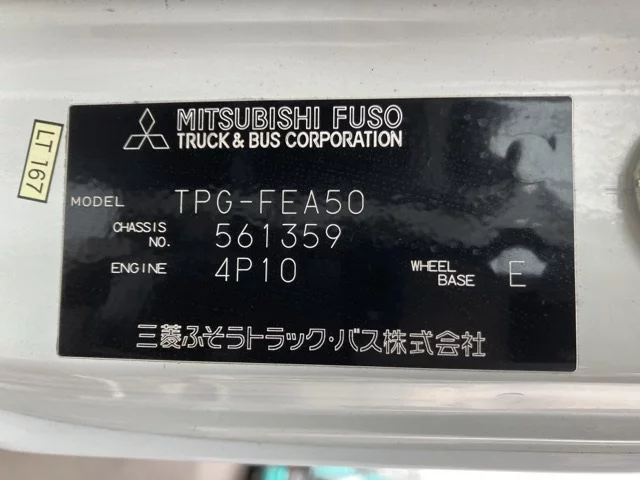 MITSUBISHI FUSO
TRUCK & BUS CORPORATION
LT 167
MODEL TPG-FEA50
CHASSIS NO. 561359
ENGINE 4P10 WHEEL BASE E
三菱ふそうトラック・バス株式会社